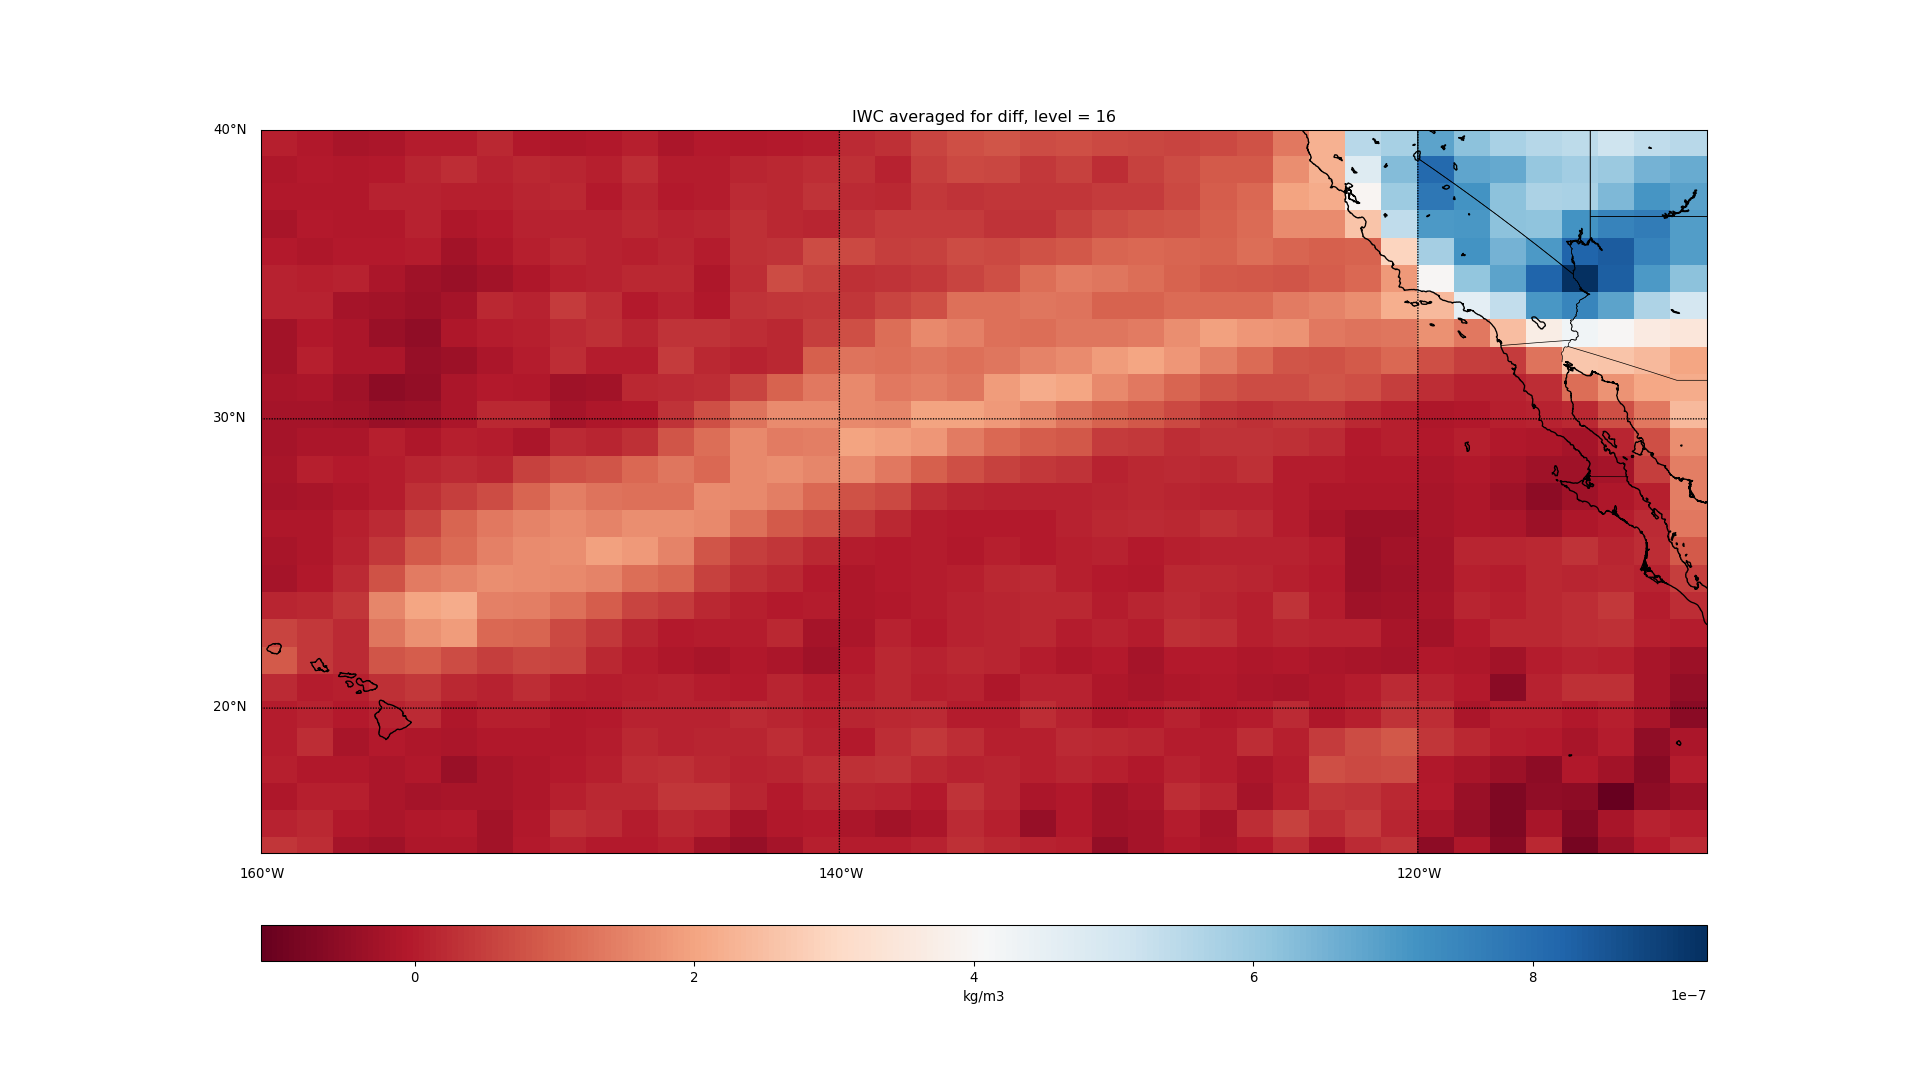 IWC averaged for diff, level = 16
40°N
30°N
20°N
160°W 140°W 120°W
0 2 4 6 8
kg/m3
1e−7